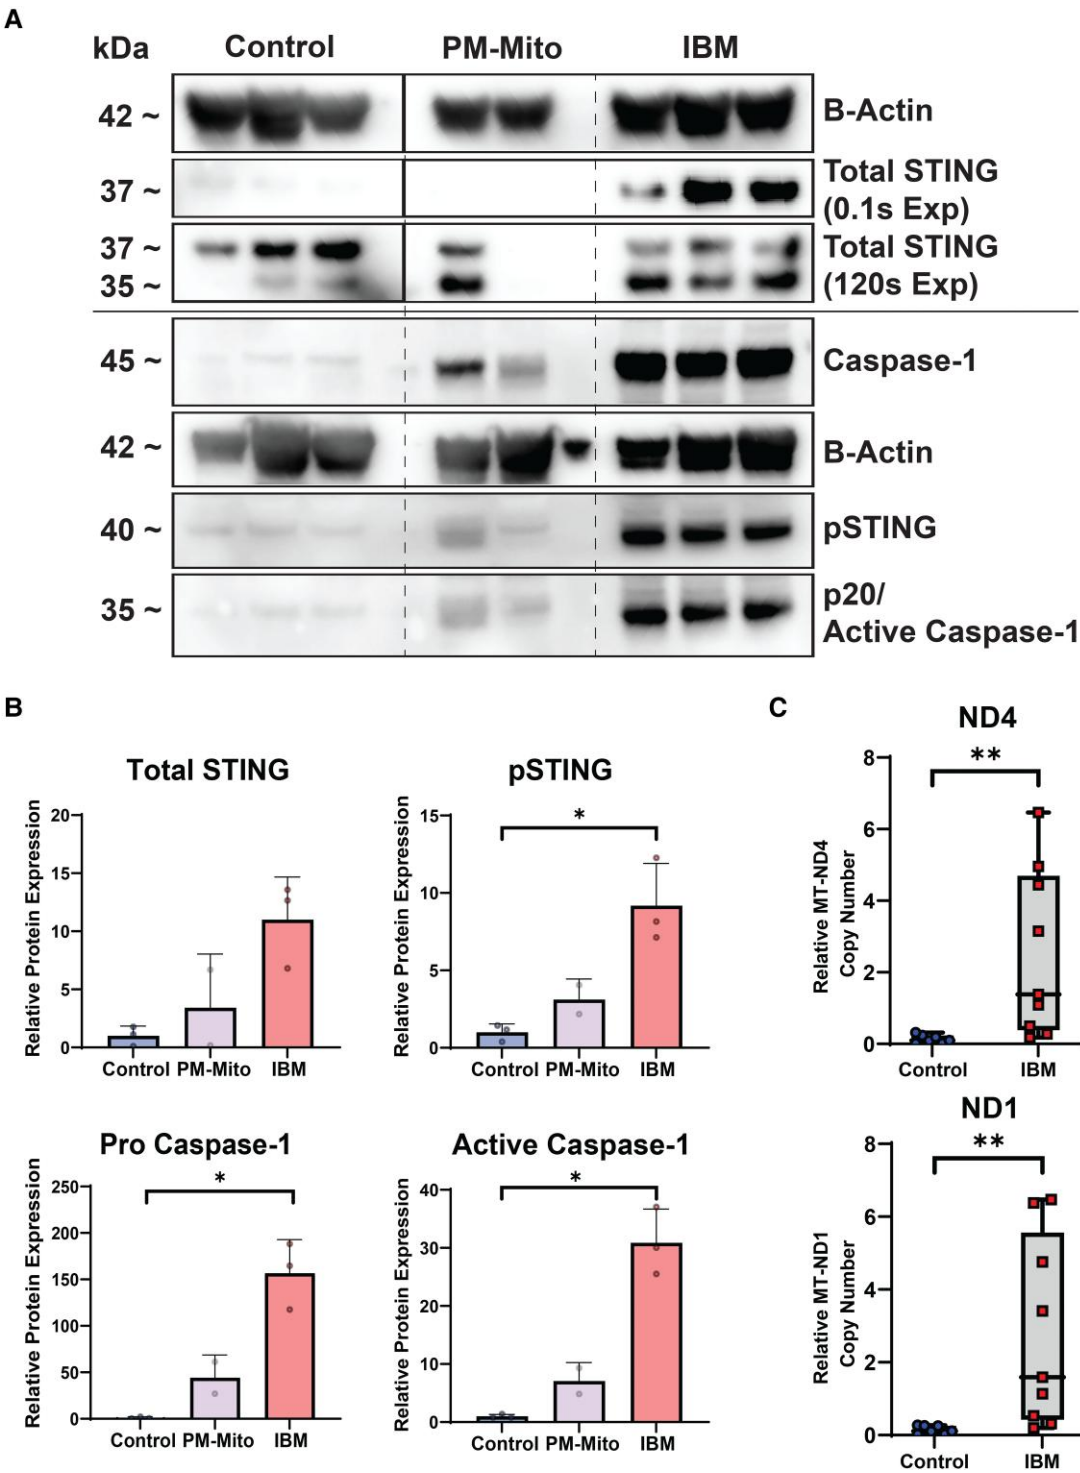 A
kDa Control PM-Mito IBM
42 ~ B-Actin
37 ~ Total STING
(0.1s Exp)
37 ~ Total STING
35 ~ (120s Exp)
45 ~ Caspase-1
42 ~ B-Actin
40 ~ pSTING
35 ~ p20/
Active Caspase-1
B
Total STING
Relative Protein Expression
20
15
10
5
0
Control PM-Mito IBM
pSTING
*
Relative Protein Expression
15
10
5
0
Control PM-Mito IBM
Pro Caspase-1
*
Relative Protein Expression
250
200
150
100
50
0
Control PM-Mito IBM
Active Caspase-1
*
Relative Protein Expression
40
30
20
10
0
Control PM-Mito IBM
C
ND4
**
Relative MT-ND4
Copy Number
8
6
4
2
0
Control IBM
ND1
**
Relative MT-ND1
Copy Number
8
6
4
2
0
Control IBM